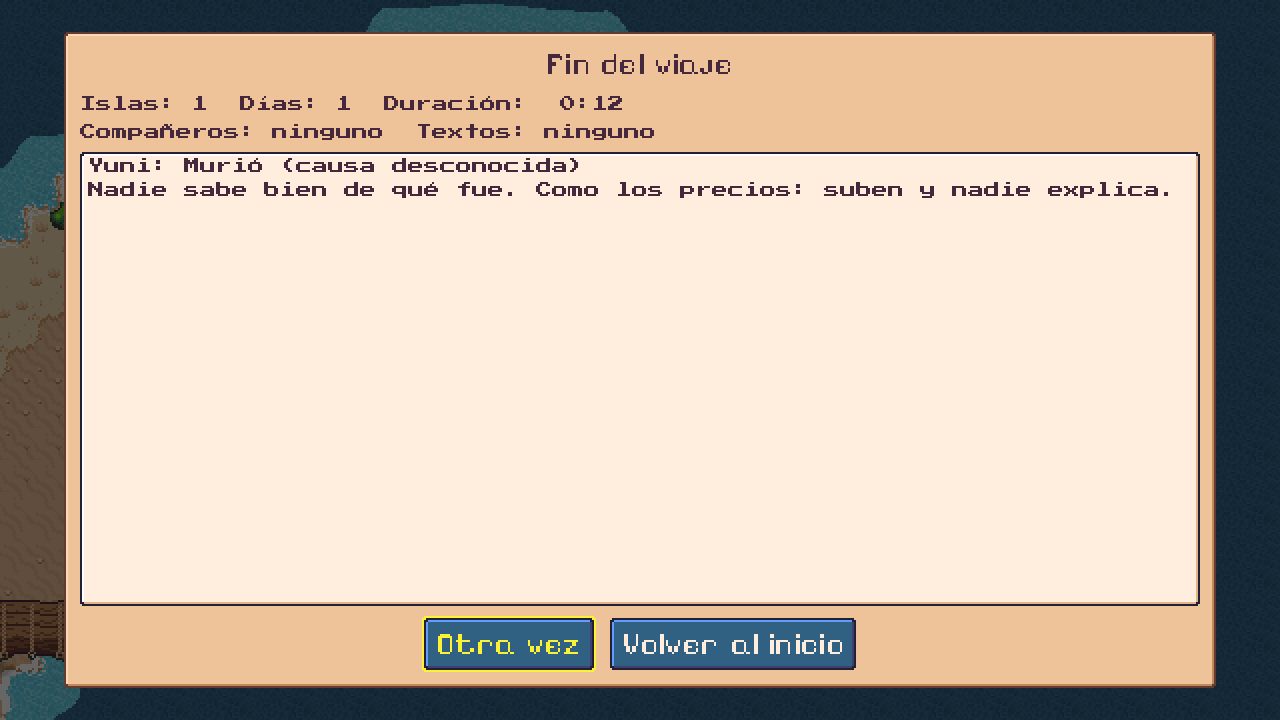 Fin del viaje
Islas: 1 Días: 1 Duración: 0:12
Compañeros: ninguno Textos: ninguno
Yuni: Murió (causa desconocida)
Nadie sabe bien de qué fue. Como los precios: suben y nadie explica.
Otra vez
Volver al inicio